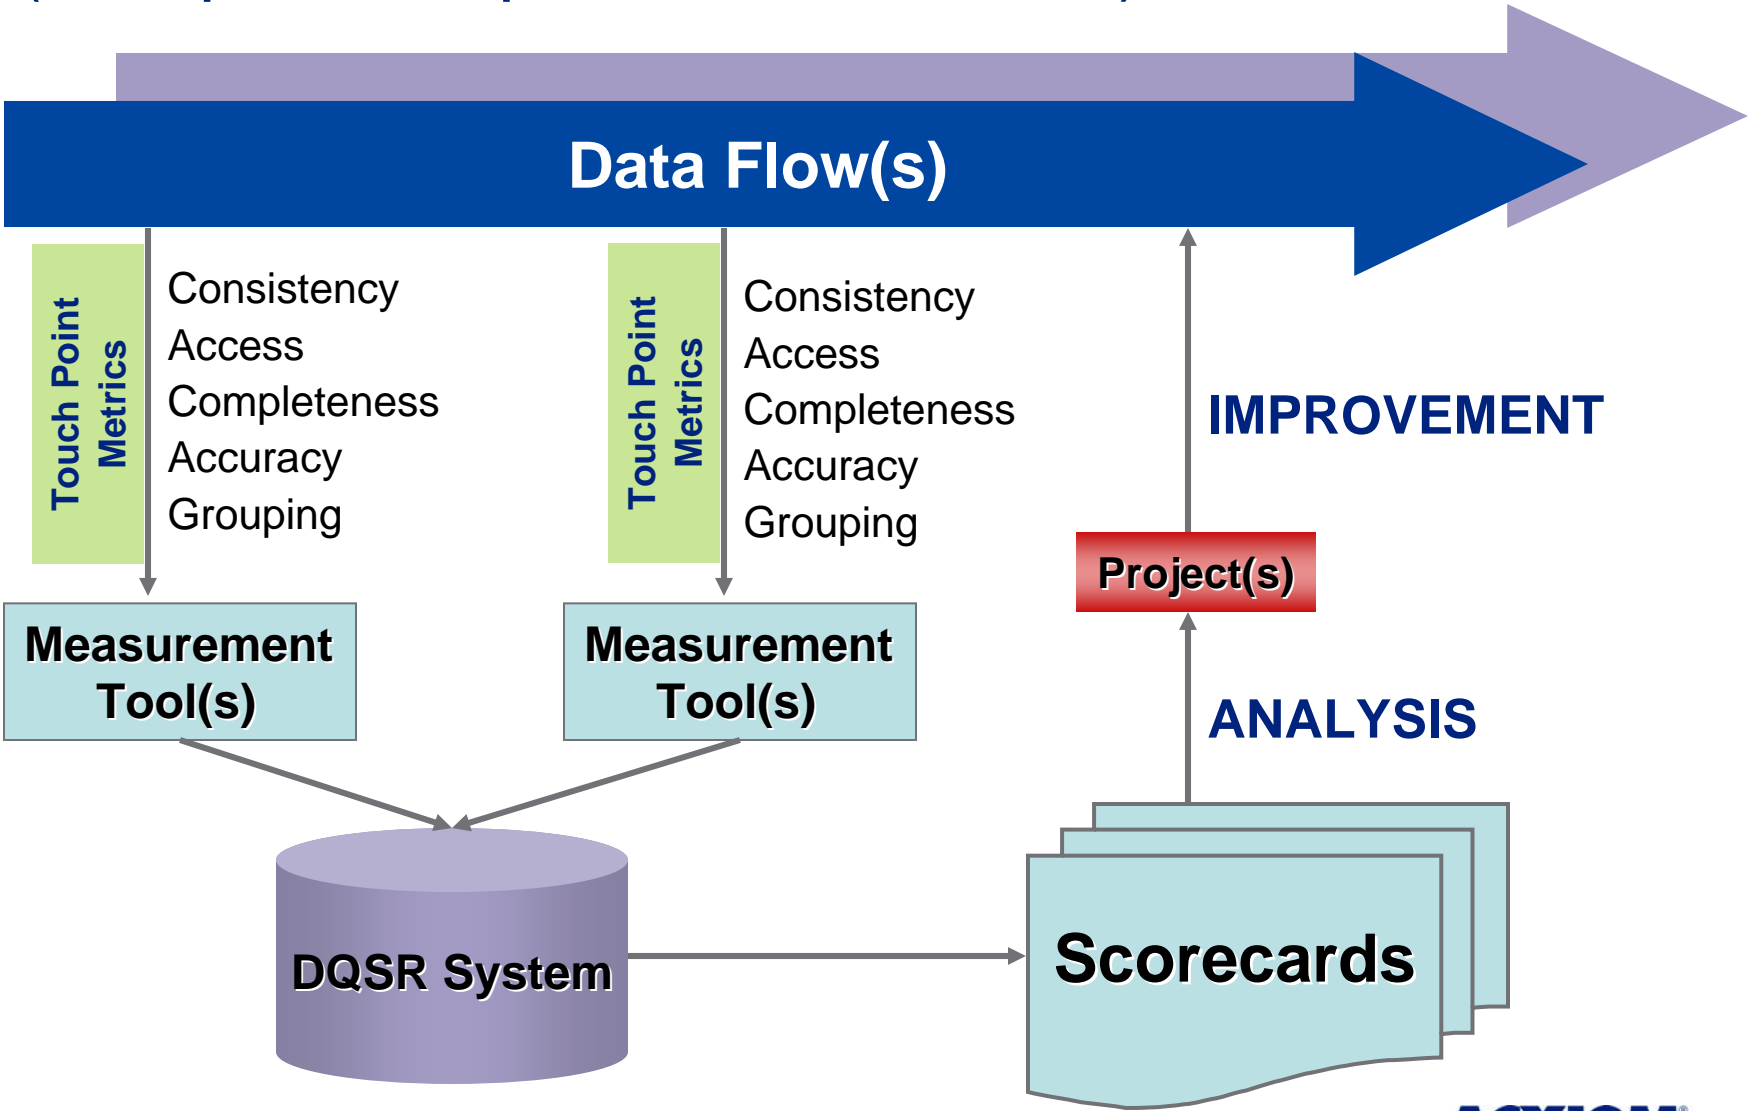 Data Flow(s)
Touch Point
Metrics
Consistency
Access
Completeness
Accuracy
Grouping
Touch Point
Metrics
Consistency
Access
Completeness
Accuracy
Grouping
IMPROVEMENT
Project(s)
Measurement
Tool(s)
Measurement
Tool(s)
ANALYSIS
DQSR System
Scorecards
ACXIOM®